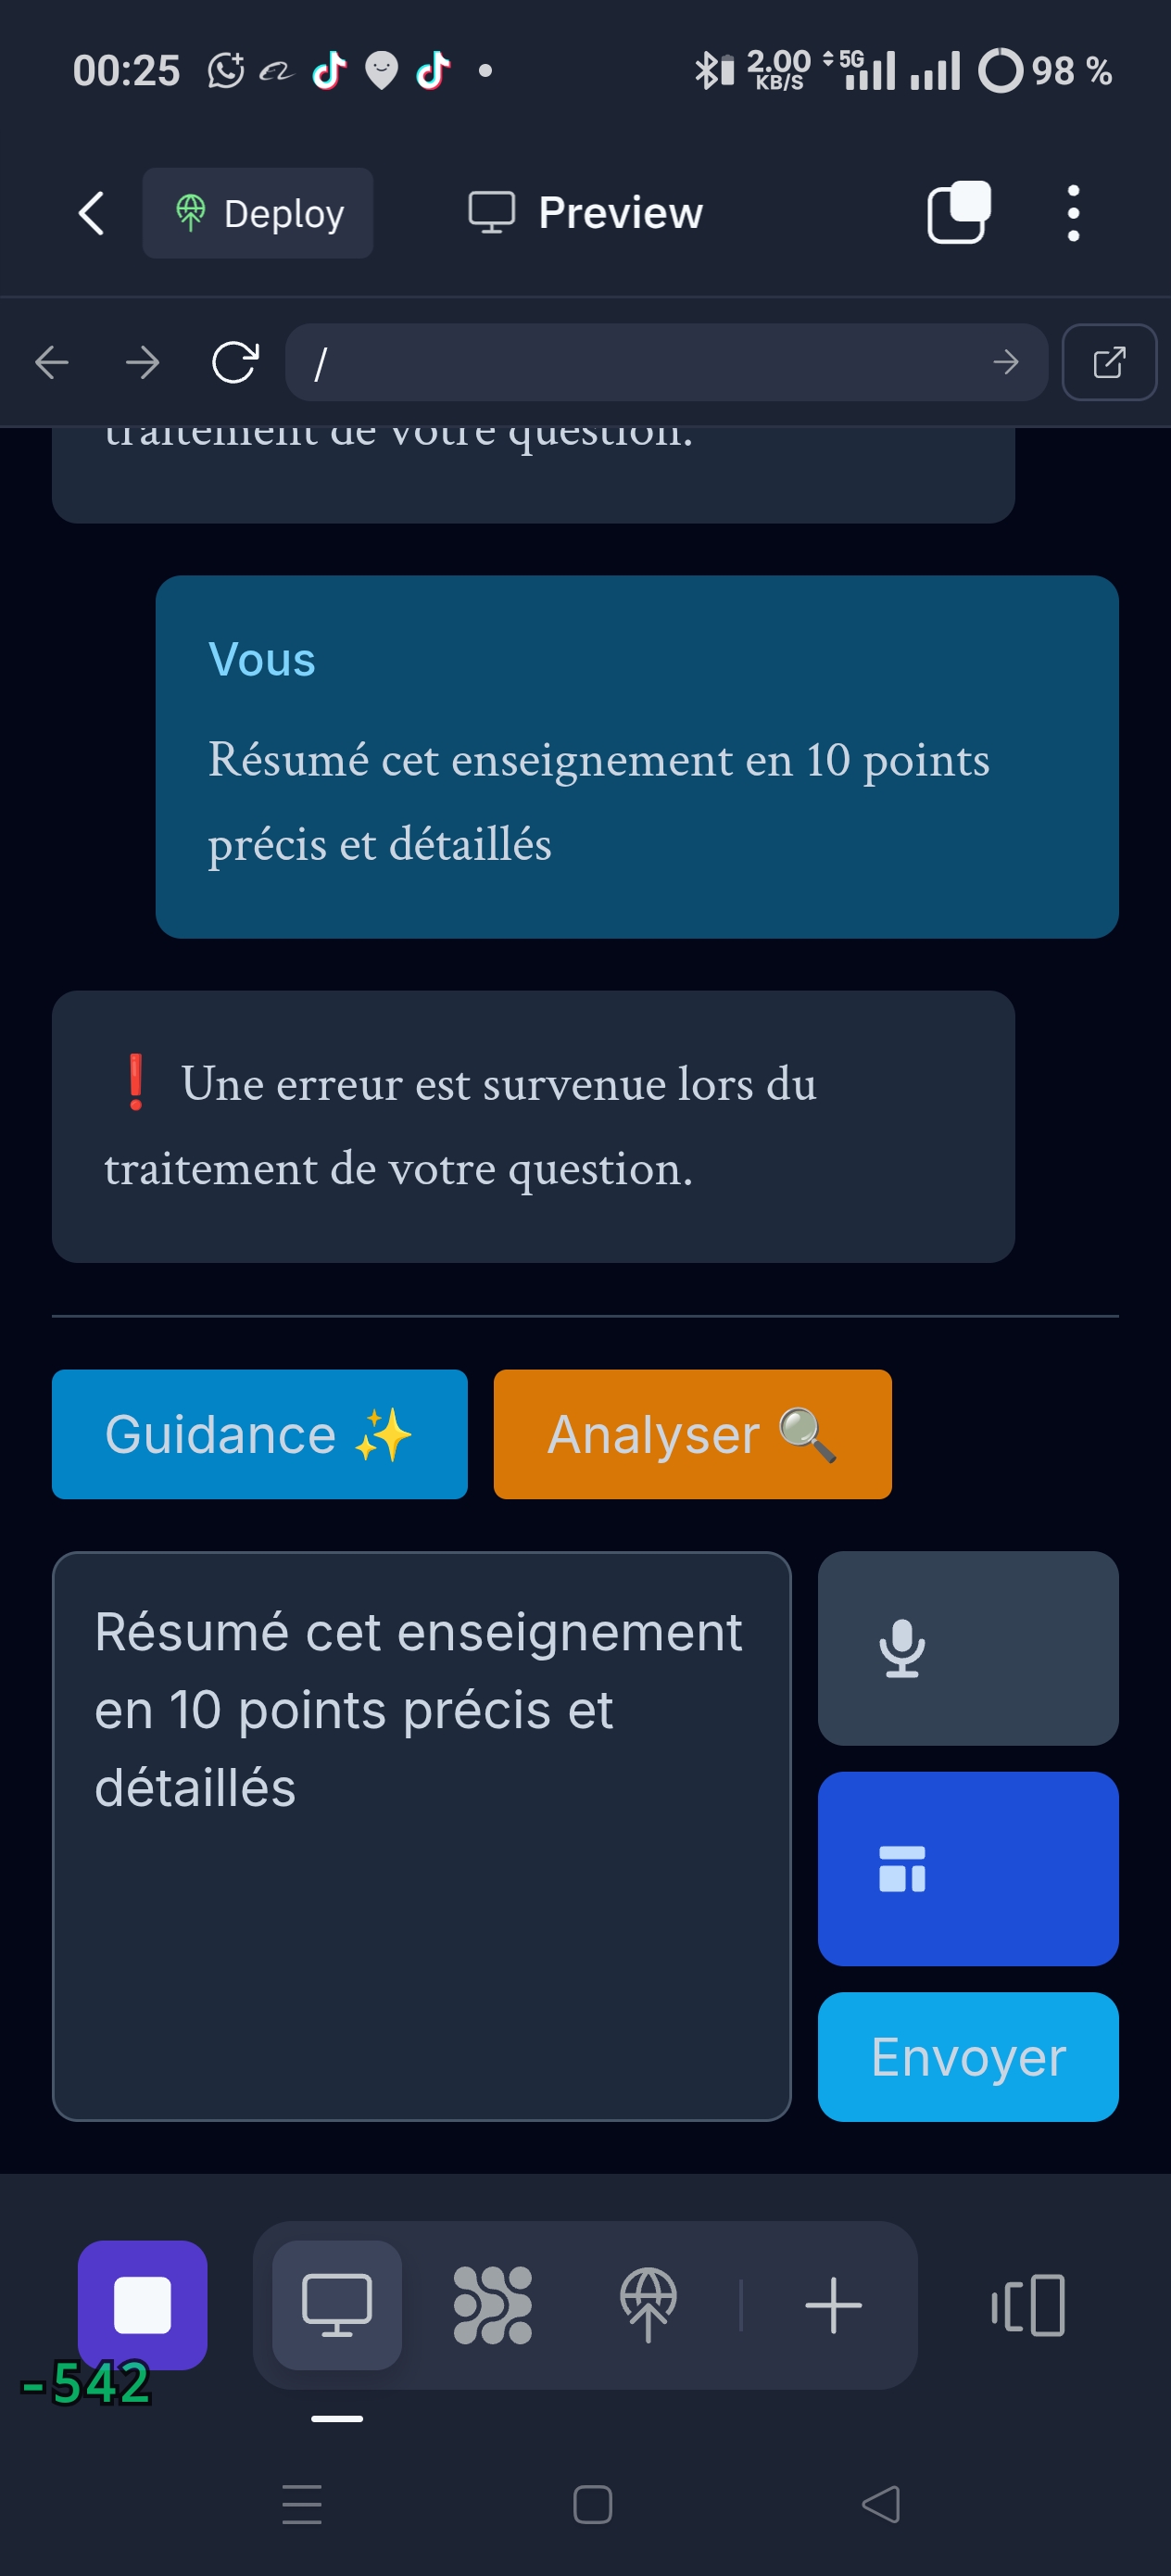 00:25
2.00
KB/S
5G
98 %
Deploy
Preview
/
traitement de votre question.
Vous
Résumé cet enseignement en 10 points
précis et détaillés
❗ Une erreur est survenue lors du
traitement de votre question.
Guidance ✨
Analyser 🔍
Résumé cet enseignement
en 10 points précis et
détaillés
Envoyer
-542